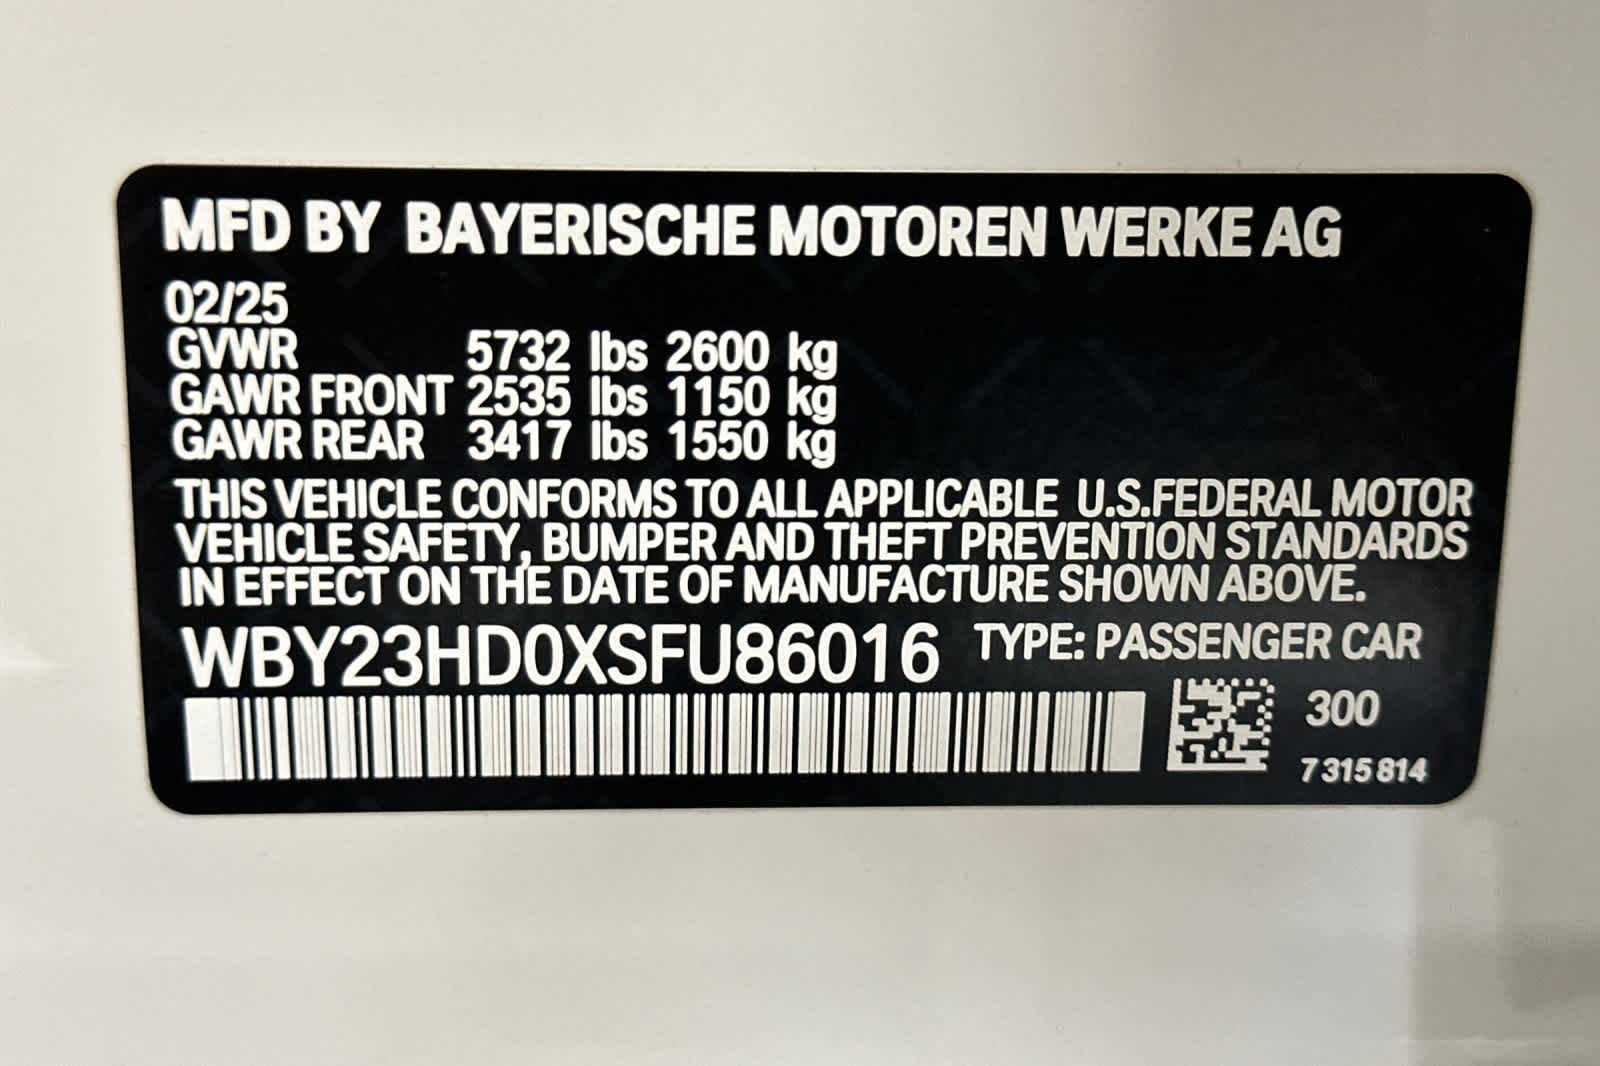 MFD BY BAYERISCHE MOTOREN WERKE AG
02/25
GVWR 5732 lbs 2600 kg
GAWR FRONT 2535 lbs 1150 kg
GAWR REAR 3417 lbs 1550 kg
THIS VEHICLE CONFORMS TO ALL APPLICABLE U.S.FEDERAL MOTOR
VEHICLE SAFETY, BUMPER AND THEFT PREVENTION STANDARDS
IN EFFECT ON THE DATE OF MANUFACTURE SHOWN ABOVE.
WBY23HD0XSFU86016 TYPE: PASSENGER CAR
300
7 315 814